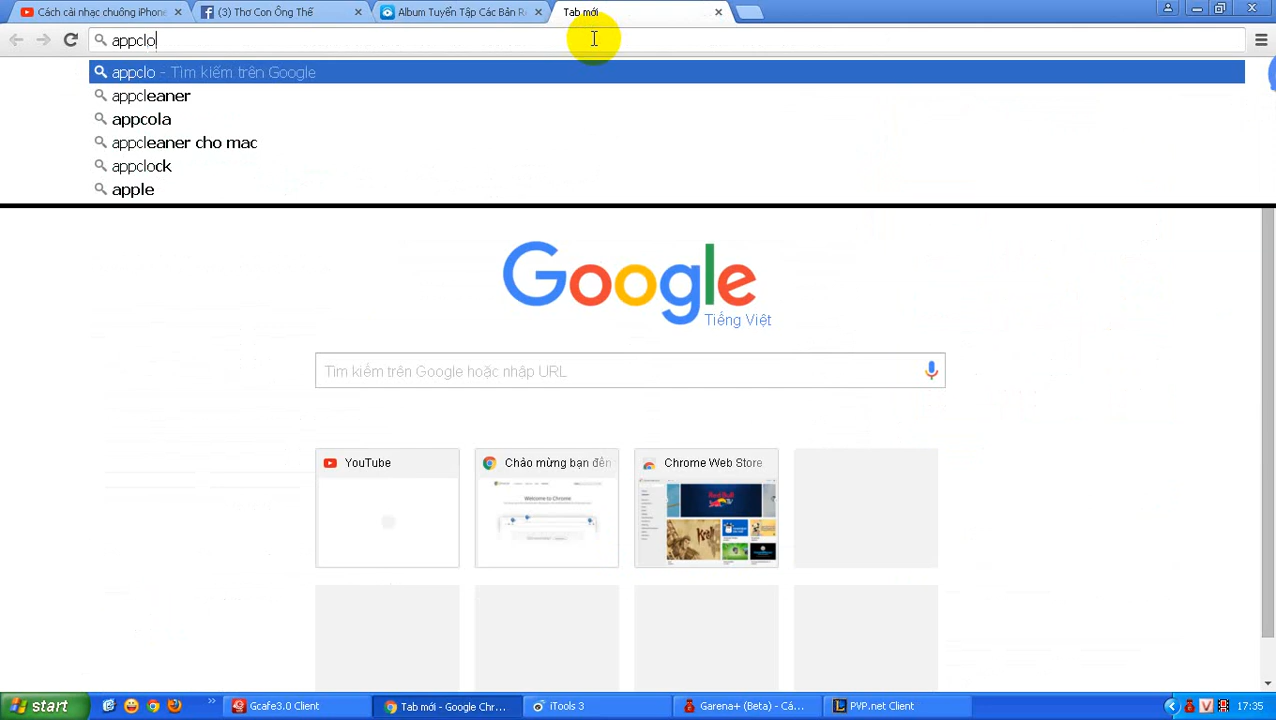 Cách cài nhạc chuông iPhone
(3) Thơ Con Ông Thế
Album Tuyển Tập Các Bản R
Tab mới
appclo
appclo - Tìm kiếm trên Google
appcleaner
appcola
appcleaner cho mac
appclock
apple
Google
Tiếng Việt
Tìm kiếm trên Google hoặc nhập URL
YouTube
Chào mừng bạn đến
Chrome Web Store
Welcome to Chrome
start
Gcafe3.0 Client
Tab mới - Google Chr...
iTools 3
Garena+ (Beta) - Cá...
PVP.net Client
17:35